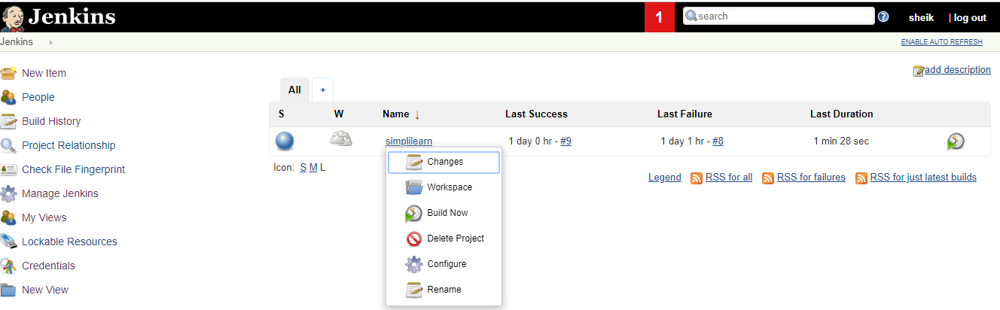 Jenkins
1
search
sheik
| log out
Jenkins
ENABLE AUTO REFRESH
New Item
People
Build History
Project Relationship
Check File Fingerprint
Manage Jenkins
My Views
Lockable Resources
Credentials
New View
add description
All +
S W Name ↓ Last Success Last Failure Last Duration
simplilearn 1 day 0 hr - #9 1 day 1 hr - #8 1 min 28 sec
Icon: S M L
Changes
Workspace
Build Now
Delete Project
Configure
Rename
Legend RSS for all RSS for failures RSS for just latest builds